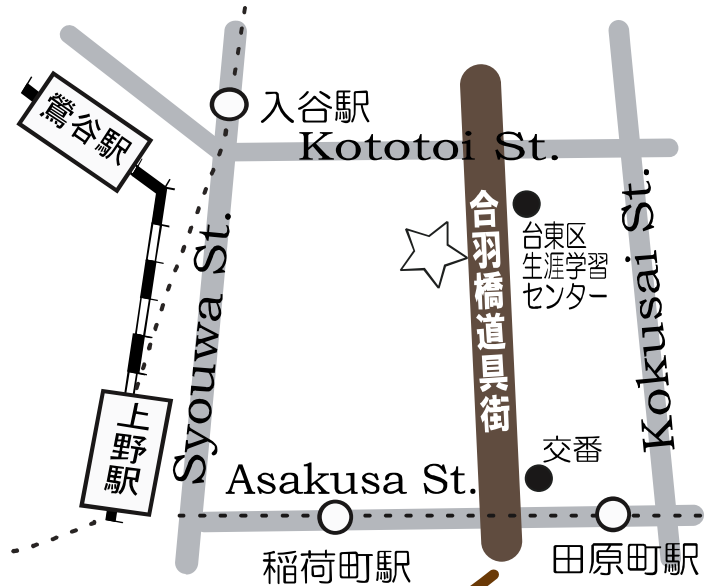 鶯谷駅
入谷駅
Kototoi St.
合羽橋道具街
台東区
生涯学習
センター
Syouwa St.
Kokusai St.
上野駅
交番
Asakusa St.
稲荷町駅
田原町駅